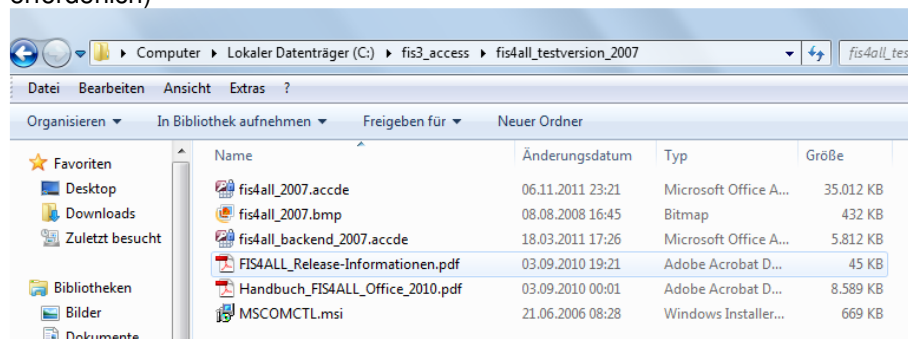 erforderlich)
Computer ▸ Lokaler Datenträger (C:) ▸ fis3_access ▸ fis4all_testversion_2007
fis4all_tes
Datei Bearbeiten Ansicht Extras ?
Organisieren In Bibliothek aufnehmen Freigeben für Neuer Ordner
Name Änderungsdatum Typ Größe
Favoriten
Desktop
Downloads
Zuletzt besucht
Bibliotheken
Bilder
Dokumente
fis4all_2007.accde 06.11.2011 23:21 Microsoft Office A... 35.012 KB
fis4all_2007.bmp 08.08.2008 16:45 Bitmap 432 KB
fis4all_backend_2007.accde 18.03.2011 17:26 Microsoft Office A... 5.812 KB
FIS4ALL_Release-Informationen.pdf 03.09.2010 19:21 Adobe Acrobat D... 45 KB
Handbuch_FIS4ALL_Office_2010.pdf 03.09.2010 00:01 Adobe Acrobat D... 8.589 KB
MSCOMCTL.msi 21.06.2006 08:28 Windows Installer... 669 KB